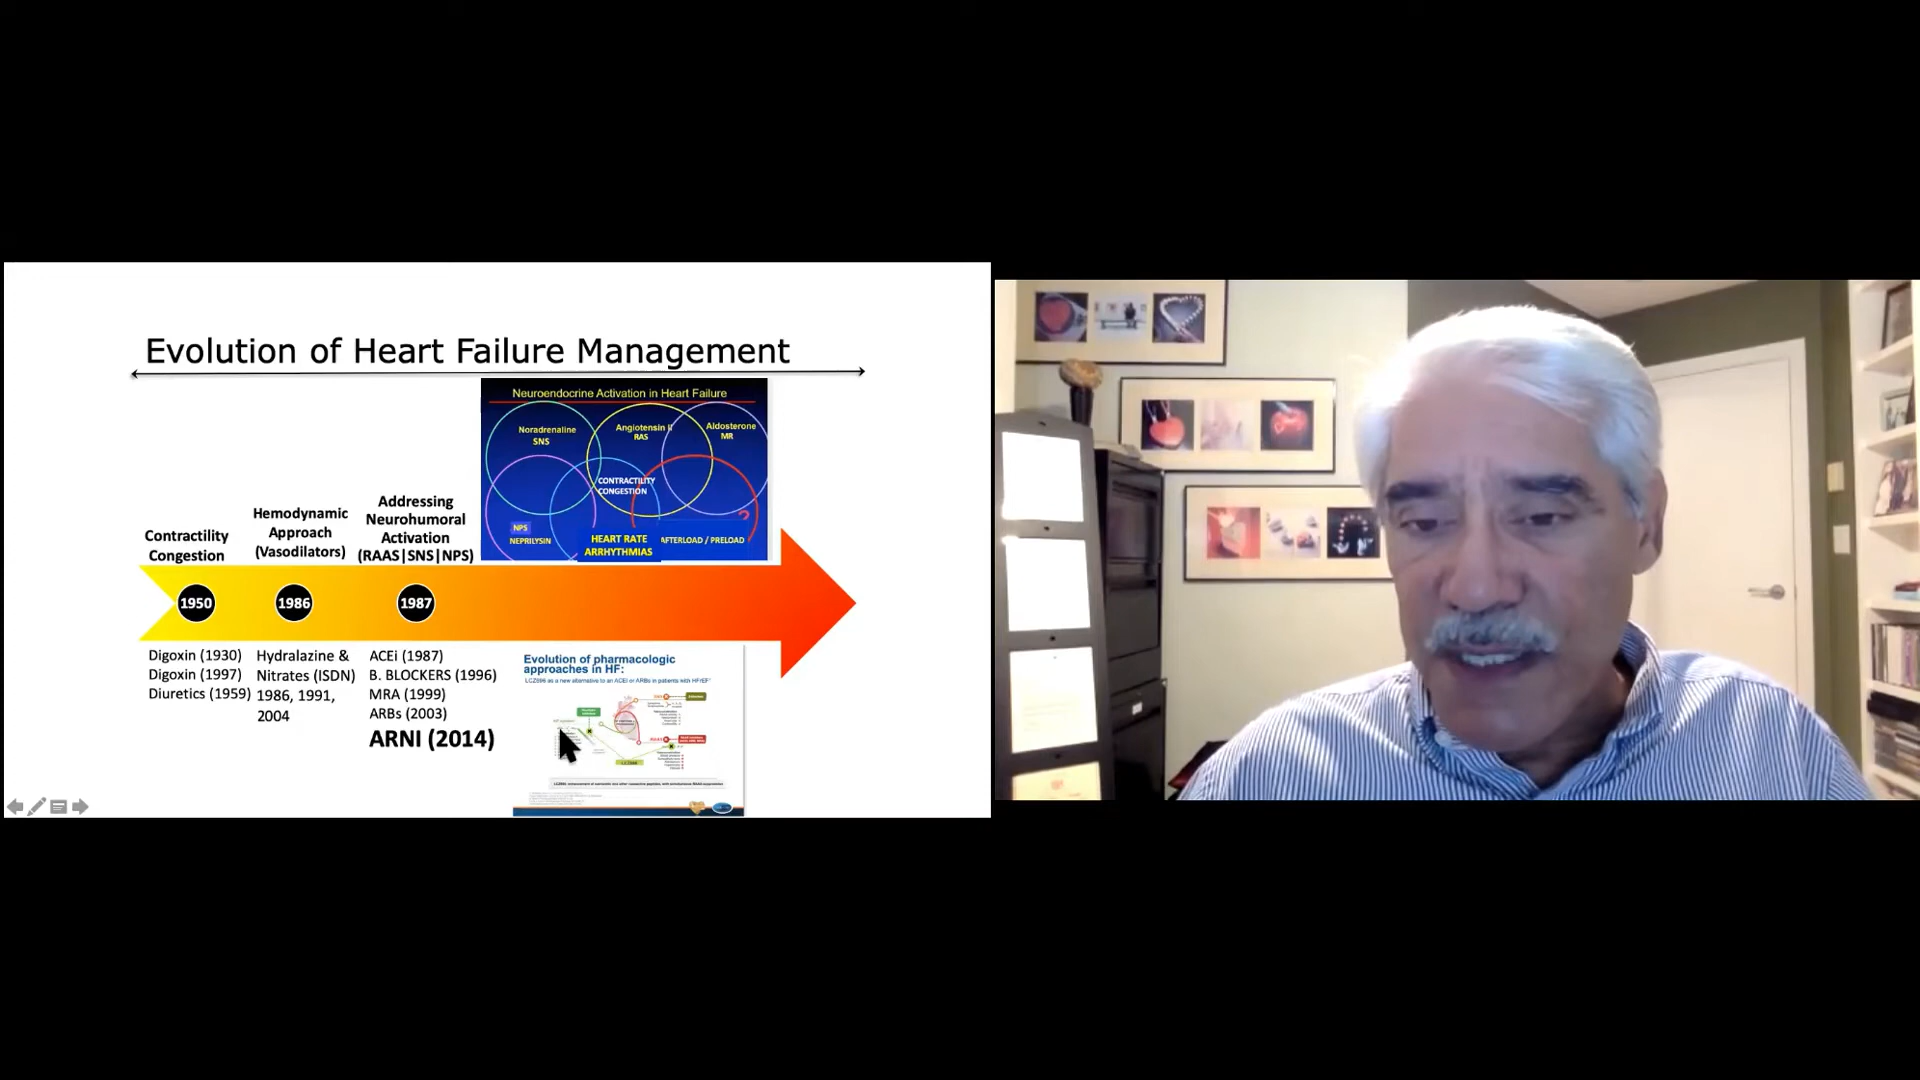 Evolution of Heart Failure Management
Neuroendocrine Activation in Heart Failure
Noradrenaline
SNS
Angiotensin II
RAS
Aldosterone
MR
CONTRACTILITY
CONGESTION
?
NPS
NEPRILYSIN
HEART RATE
ARRHYTHMIAS
AFTERLOAD / PRELOAD
Contractility
Congestion
Hemodynamic
Approach
(Vasodilators)
Addressing
Neurohumoral
Activation
(RAAS|SNS|NPS)
1950
1986
1987
Digoxin (1930)
Digoxin (1997)
Diuretics (1959)
Hydralazine &
Nitrates (ISDN)
1986, 1991,
2004
ACEi (1987)
B. BLOCKERS (1996)
MRA (1999)
ARBs (2003)
ARNI (2014)
Evolution of pharmacologic
approaches in HF:
LCZ696 as a new alternative to an ACEI or ARBs in patients with HFrEF